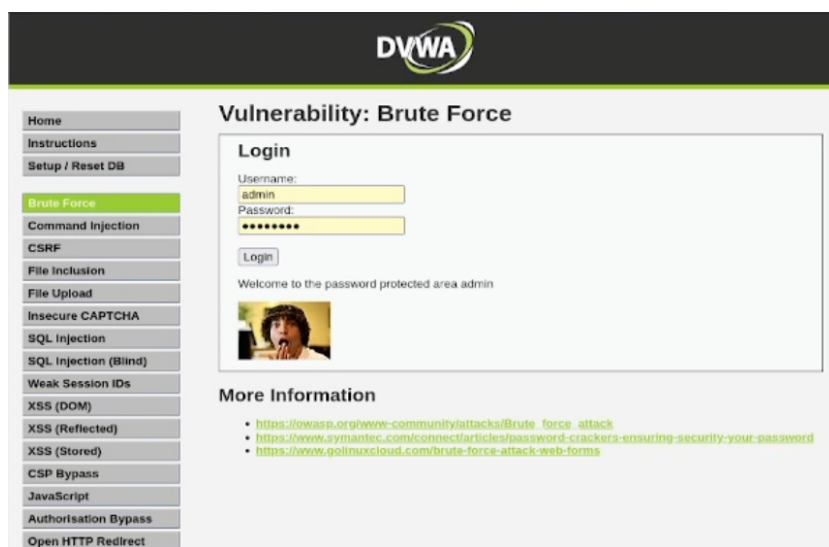 DVWA
Home
Instructions
Setup / Reset DB
Brute Force
Command Injection
CSRF
File Inclusion
File Upload
Insecure CAPTCHA
SQL Injection
SQL Injection (Blind)
Weak Session IDs
XSS (DOM)
XSS (Reflected)
XSS (Stored)
CSP Bypass
JavaScript
Authorisation Bypass
Open HTTP Redirect
Vulnerability: Brute Force
Login
Username:
admin
Password:
●●●●●●●●
Login
Welcome to the password protected area admin
More Information
https://owasp.org/www-community/attacks/Brute_force_attack
https://www.symantec.com/connect/articles/password-crackers-ensuring-security-your-password
https://www.golinuxcloud.com/brute-force-attack-web-forms